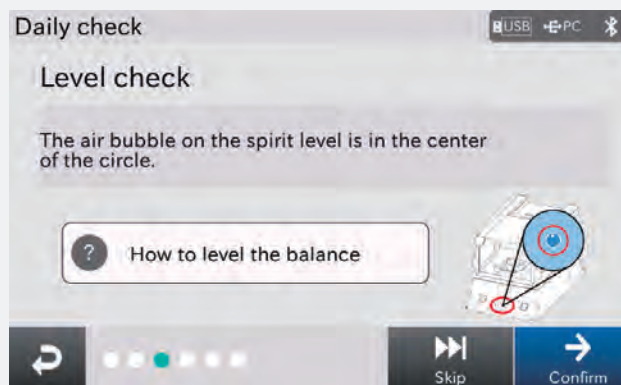 Daily check
USB PC
Level check
The air bubble on the spirit level is in the center
of the circle.
? How to level the balance
Skip
Confirm